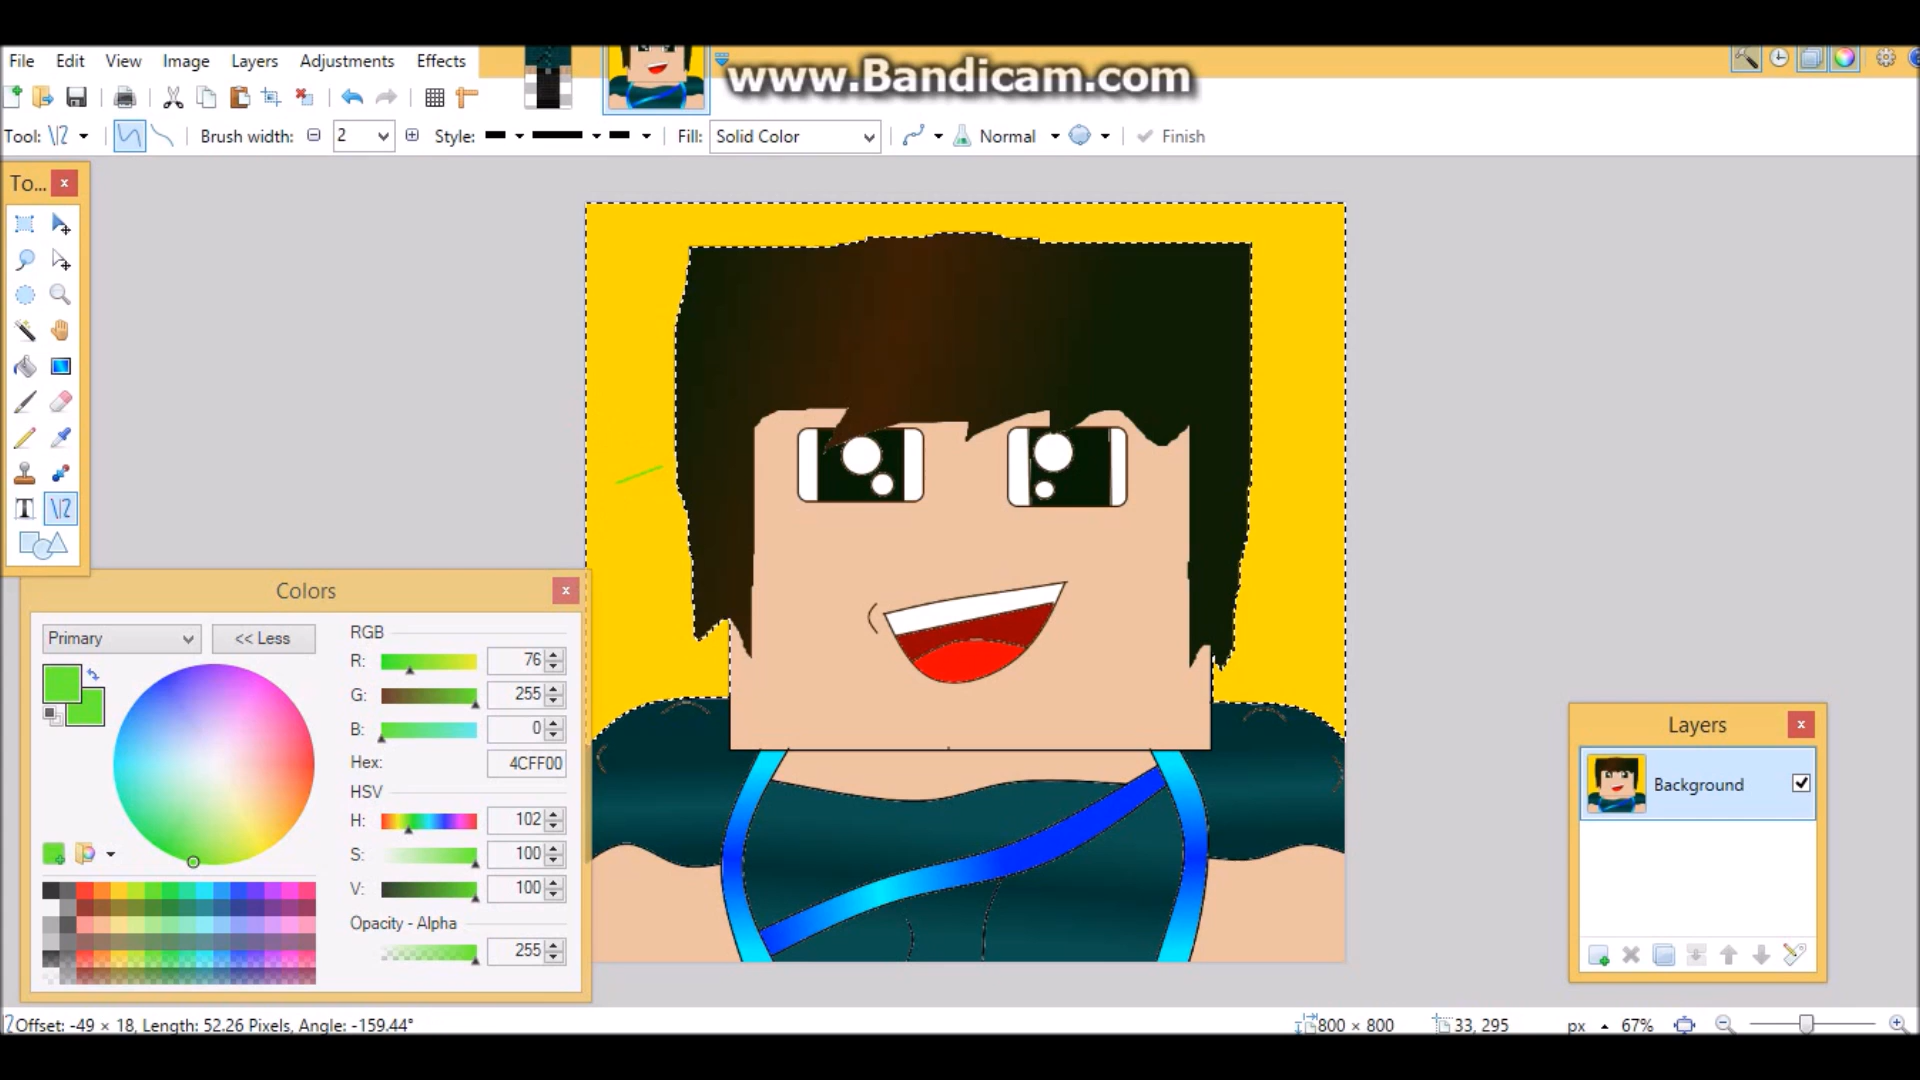 File Edit View Image Layers Adjustments Effects
www.Bandicam.com
Tool: Brush width: 2 Style: Fill: Solid Color Normal Finish
To...
T
Colors
Primary << Less RGB
R: 76
G: 255
B: 0
Hex: 4CFF00
HSV
H: 102
S: 100
V: 100
Opacity - Alpha
255
Layers
Background
Offset: -49 × 18, Length: 52.26 Pixels, Angle: -159.44° 800 × 800 33, 295 px 67%